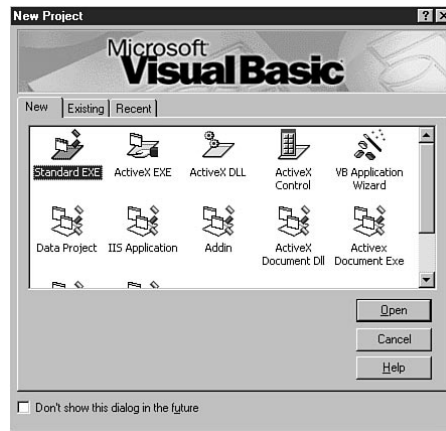 New Project
Microsoft
Visual Basic
New Existing Recent
Standard EXE ActiveX EXE ActiveX DLL ActiveX Control VB Application Wizard
Data Project IIS Application Addin ActiveX Document Dll Activex Document Exe
Open
Cancel
Help
Don't show this dialog in the future